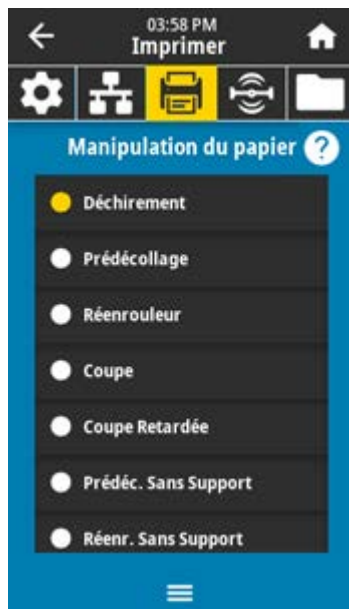 03:58 PM
Imprimer
Manipulation du papier ?
Déchirement
Prédécollage
Réenrouleur
Coupe
Coupe Retardée
Prédéc. Sans Support
Réenr. Sans Support